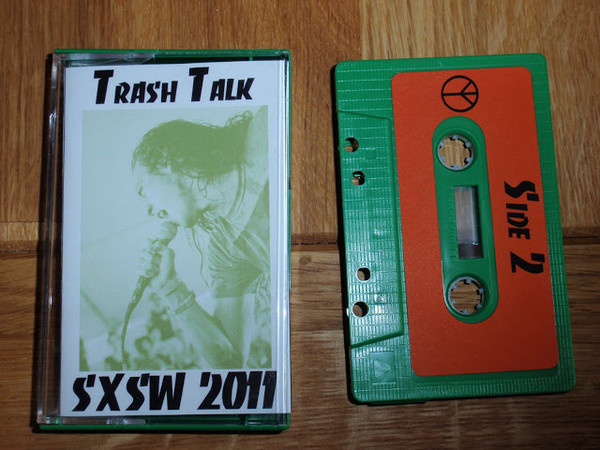 TRASH TALK
SXSW 2011
SIDE 2